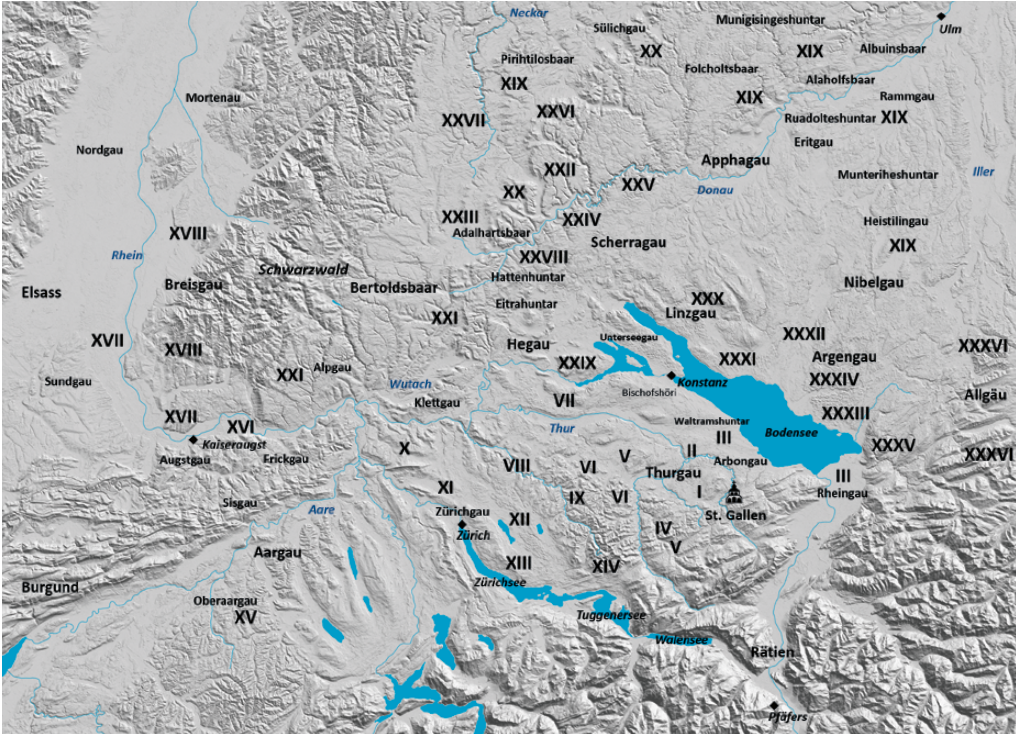 Neckar
Sülichgau
Munigisingeshuntar
Ulm
XX
XIX
Albuinsbaar
Pirihtilosbaar
Folcholtsbaar
Alaholfsbaar
XIX
XIX
Rammgau
Mortenau
XXVII
XXVI
Ruadolteshuntar
XIX
Nordgau
Eritgau
Apphagau
XXII
Munteriheshuntar
Iller
XXV
Donau
XX
XXIII
XXIV
Heistilingau
Adalhartsbaar
XVIII
Scherragau
XIX
Rhein
XXVIII
Schwarzwald
Hattenhuntar
Breisgau
Nibelgau
Elsass
Bertoldsbaar
Eitrahuntar
XXX
Linzgau
XXI
XXXII
XVII
Unterseegau
Hegau
XXXVI
XVIII
XXXI
Argengau
XXIX
Alpgau
XXI
Sundgau
Wutach
Konstanz
XXXIV
Bischofshöri
Allgäu
Klettgau
VII
XVII
XXXIII
Waltramshuntar
XVI
Thur
III
Bodensee
Kaiseraugst
XXXV
X
II
Augstgau
Frickgau
V
Arbongau
XXXVI
VIII
VI
Thurgau
III
XI
I
Rheingau
IX
VI
Sisgau
Aare
Zürichgau
St. Gallen
XII
IV
Zürich
V
Aargau
XIII
XIV
Zürichsee
Burgund
Oberaargau
XV
Tuggenersee
Walensee
Rätien
Pfäfers